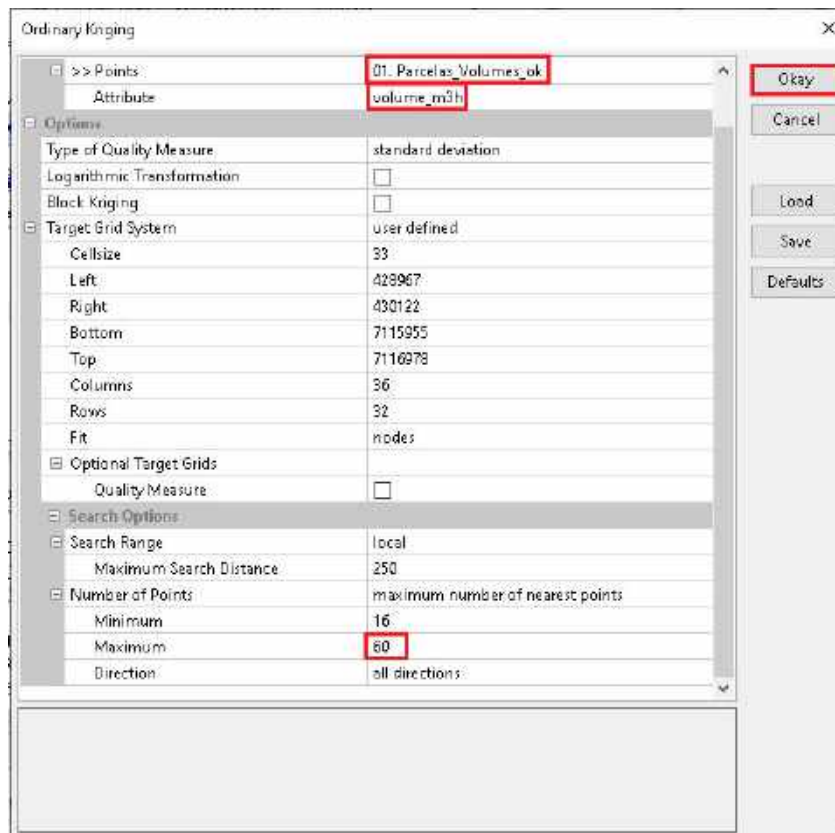 Ordinary Kriging
>> Points 01. Parcelas_Volumes_ok
Attribute volume_m3h
Options
Type of Quality Measure standard deviation
Logarithmic Transformation
Block Kriging
Target Grid System user defined
Cellsize 33
Left 428967
Right 430122
Bottom 7115955
Top 7116978
Columns 36
Rows 32
Fit nodes
Optional Target Grids
Quality Measure
Search Options
Search Range local
Maximum Search Distance 250
Number of Points maximum number of nearest points
Minimum 16
Maximum 60
Direction all directions
Okay
Cancel
Load
Save
Defaults